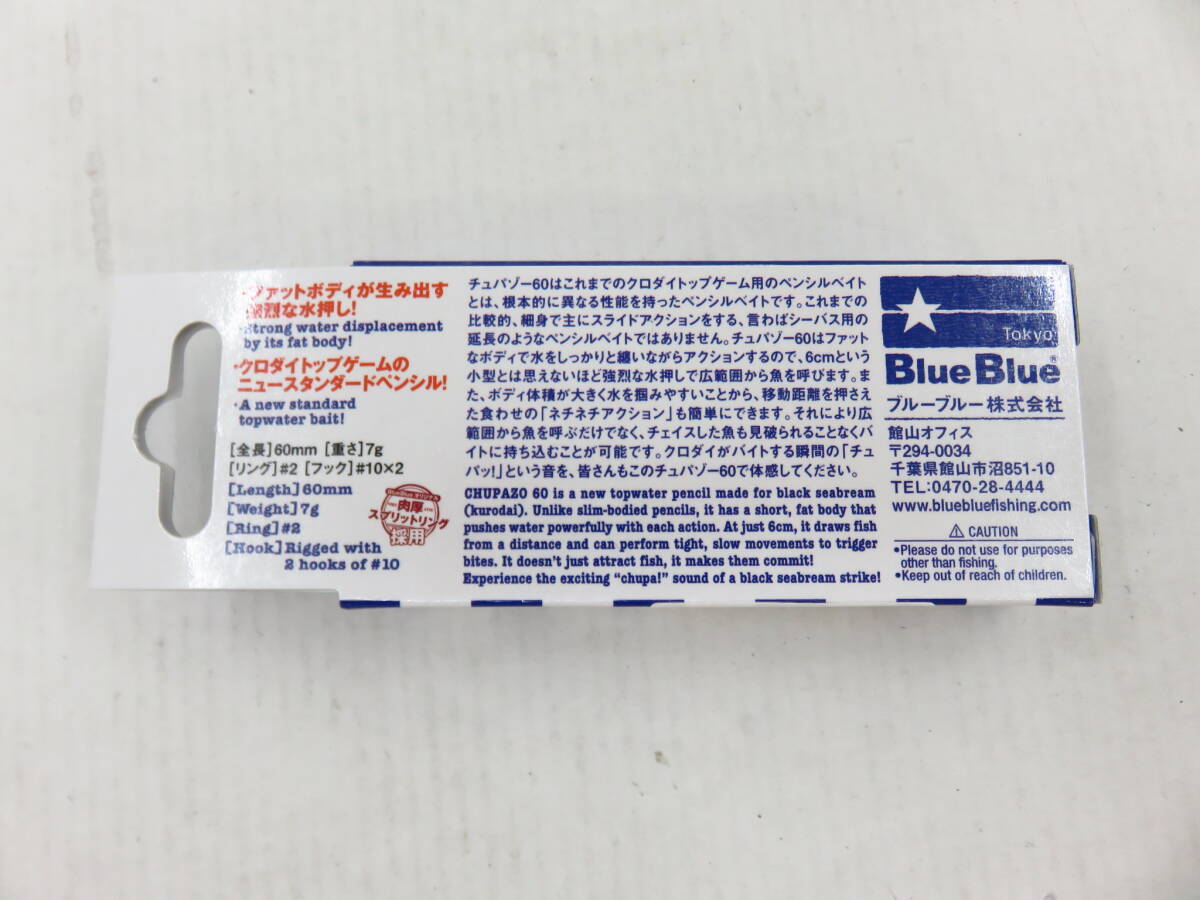 ・ファットボディが生み出す
強烈な水押し!
・Strong water displacement
by its fat body!
・クロダイトップゲームの
ニュースタンダードペンシル!
・A new standard
topwater bait!
[全長]60mm [重さ]7g
[リング]#2 [フック]#10×2
[Length]60mm
[Weight]7g
[Ring]#2
[Hook]Rigged with
2 hooks of #10
BlueBlueオリジナル
肉厚
スプリットリング
採用
チュパゾー60はこれまでのクロダイトップゲーム用のペンシルベイト
とは、根本的に異なる性能を持ったペンシルベイトです。これまでの
比較的、細身で主にスライドアクションをする、言わばシーバス用の
延長のようなペンシルベイトではありません。チュパゾー60はファット
なボディで水をしっかりと纏いながらアクションするので、6cmという
小型とは思えないほど強烈な水押しで広範囲から魚を呼びます。ま
た、ボディ体積が大きく水を掴みやすいことから、移動距離を押さえ
た食わせの「ネチネチアクション」も簡単にできます。それにより広
範囲から魚を呼ぶだけでなく、チェイスした魚も見破られることなくバ
イトに持ち込むことが可能です。クロダイがバイトする瞬間の「チュ
パッ!」という音を、皆さんもこのチュパゾー60で体感してください。
CHUPAZO 60 is a new topwater pencil made for black seabream
(kurodai). Unlike slim-bodied pencils, it has a short, fat body that
pushes water powerfully with each action. At just 6cm, it draws fish
from a distance and can perform tight, slow movements to trigger
bites. It doesn't just attract fish, it makes them commit!
Experience the exciting "chupa!" sound of a black seabream strike!
Tokyo
BlueBlue®
ブルーブルー株式会社
館山オフィス
〒294-0034
千葉県館山市沼851-10
TEL:0470-28-4444
www.bluebluefishing.com
⚠ CAUTION
•Please do not use for purposes
other than fishing.
•Keep out of reach of children.